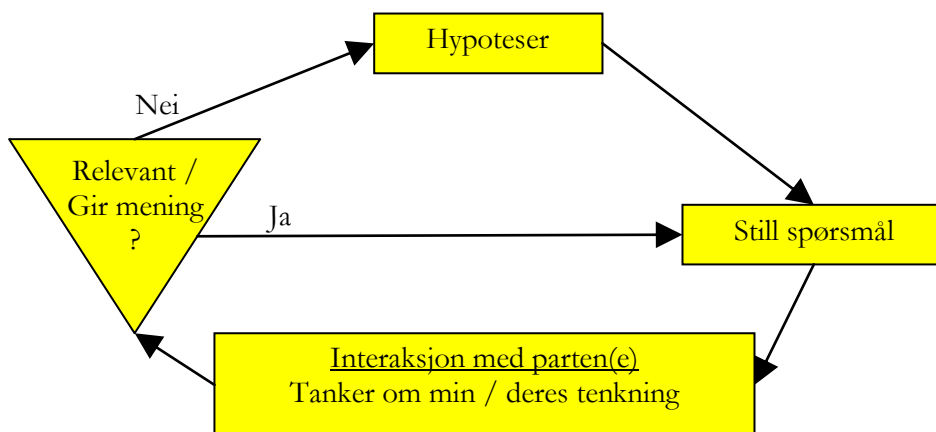 Hypoteser
Nei
Relevant /
Gir mening
?
Ja
Still spørsmål
Interaksjon med parten(e)
Tanker om min / deres tenkning